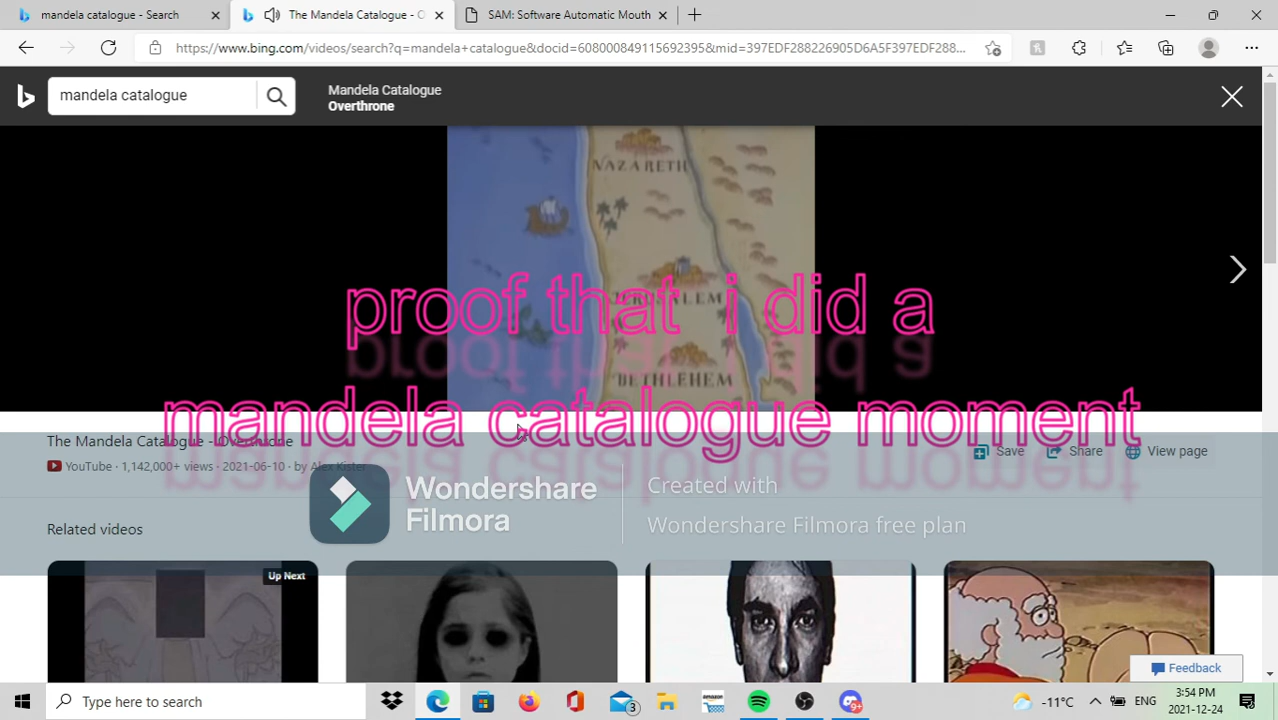 mandela catalogue - Search
The Mandela Catalogue - O
SAM: Software Automatic Mouth
https://www.bing.com/videos/search?q=mandela+catalogue&docid=608000849115692395&mid=397EDF288226905D6A5F397EDF288...
mandela catalogue
Mandela Catalogue
Overthrone
NAZARETH
JERUSALEM
BETHLEHEM
proof that i did a
mandela catalogue moment
The Mandela Catalogue - Overthrone
YouTube · 1,142,000+ views · 2021-06-10 · by Alex Kister
Save
Share
View page
Wondershare
Filmora
Created with
Wondershare Filmora free plan
Related videos
Up Next
Feedback
Type here to search
amazon
3
9+
-11°C
ENG
3:54 PM
2021-12-24